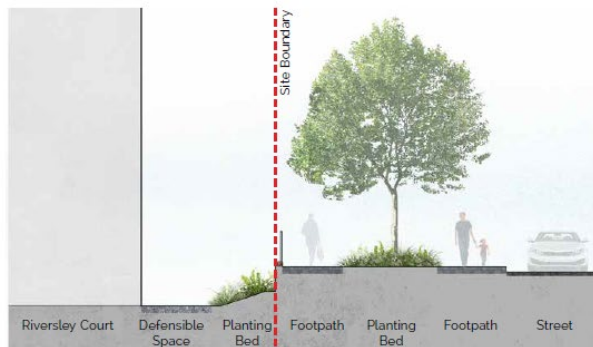 Site Boundary
Riversley Court
Defensible
Space
Planting
Bed
Footpath
Planting
Bed
Footpath
Street